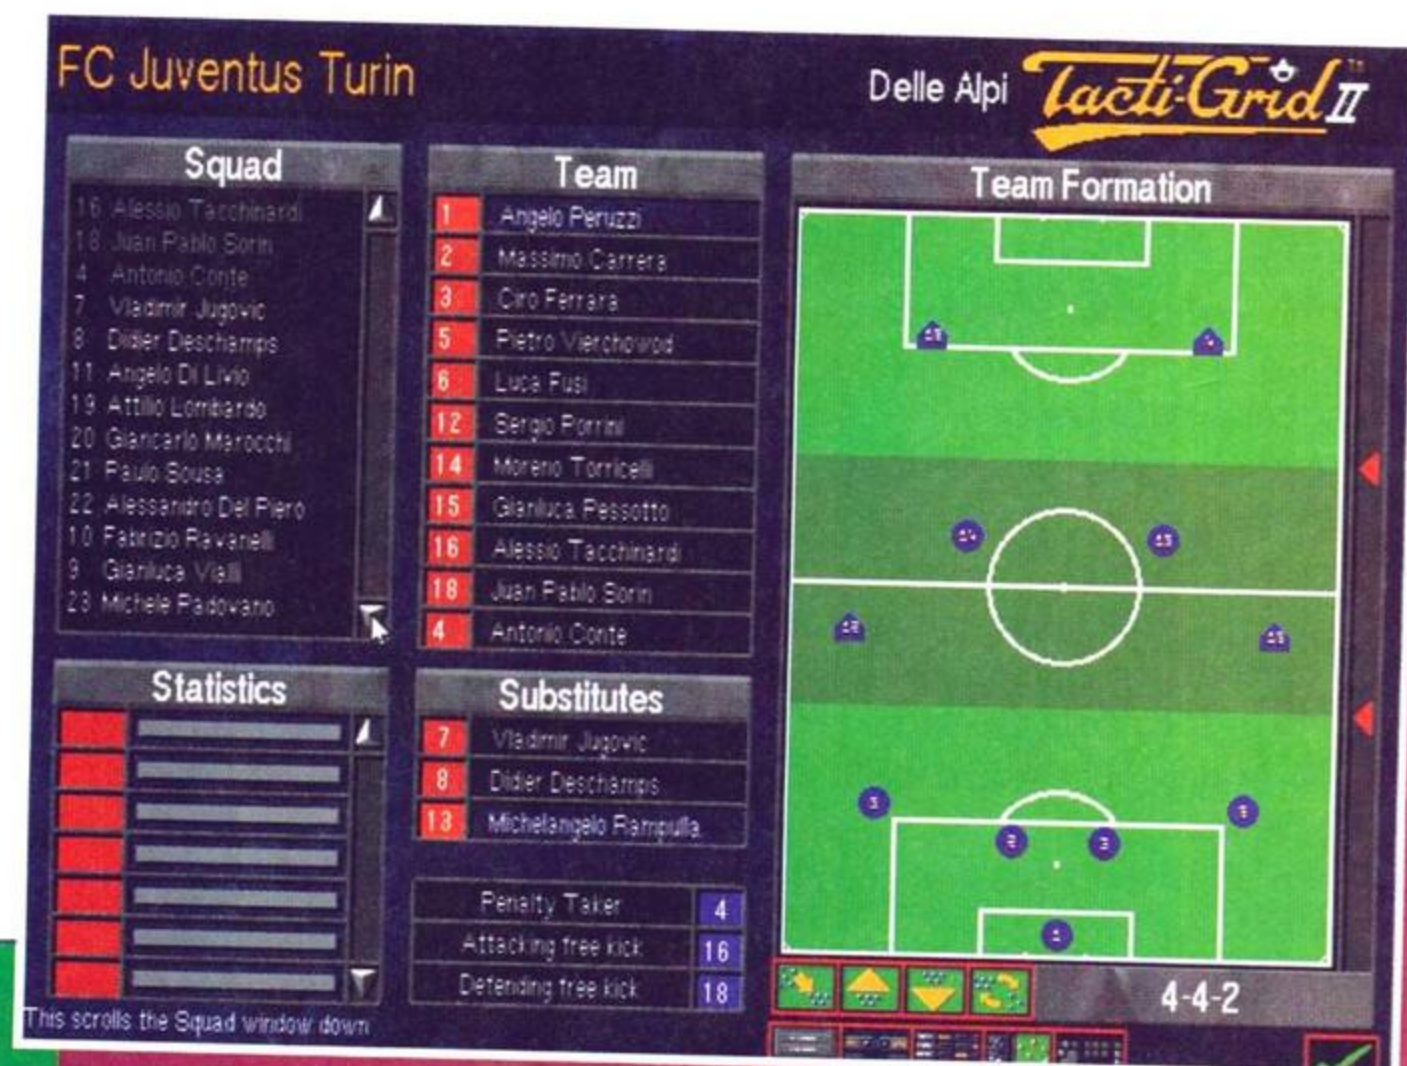 FC Juventus Turin
Delle Alpi
Tacti-Grid II
TM
Squad
16 Alessio Tacchinardi
18 Juan Pablo Sorin
4 Antonio Conte
7 Vladimir Jugovic
8 Didier Deschamps
11 Angelo Di Livio
19 Attilio Lombardo
20 Giancarlo Marocchi
21 Paulo Sousa
22 Alessandro Del Piero
10 Fabrizio Ravanelli
9 Gianluca Vialli
23 Michele Padovano
Team
1 Angelo Peruzzi
2 Massimo Carrera
3 Ciro Ferrara
5 Pietro Vierchowod
6 Luca Fusi
12 Sergio Porrini
14 Moreno Torricelli
15 Gianluca Pessotto
16 Alessio Tacchinardi
18 Juan Pablo Sorin
4 Antonio Conte
Team Formation
14
2
3
1
4-4-2
Statistics
Substitutes
7 Vladimir Jugovic
8 Didier Deschamps
13 Michelangelo Rampulla
Penalty Taker 4
Attacking free kick 16
Defending free kick 18
This scrolls the Squad window down